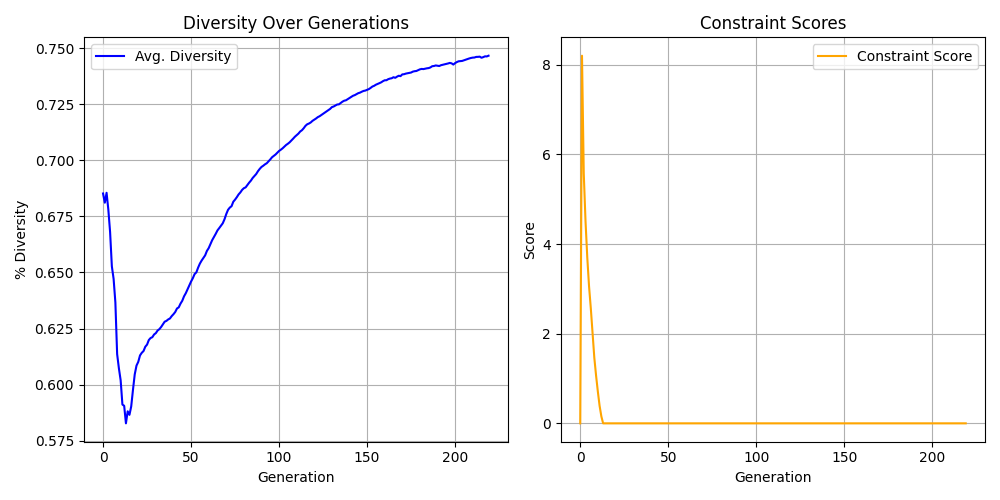 Diversity Over Generations
Avg. Diversity
% Diversity
0.750
0.725
0.700
0.675
0.650
0.625
0.600
0.575
0
50
100
150
200
Generation
Constraint Scores
Constraint Score
Score
8
6
4
2
0
0
50
100
150
200
Generation